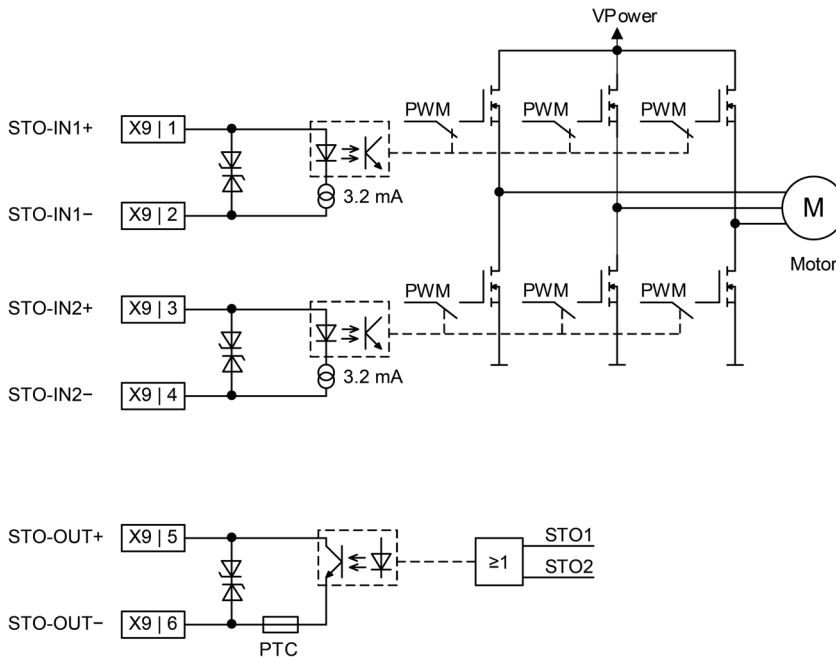 VPower
STO-IN1+ X9 | 1 PWM PWM PWM
3.2 mA
STO-IN1− X9 | 2
M
Motor
STO-IN2+ X9 | 3 PWM PWM PWM
3.2 mA
STO-IN2− X9 | 4
STO-OUT+ X9 | 5 STO1
≥1
STO2
STO-OUT− X9 | 6
PTC